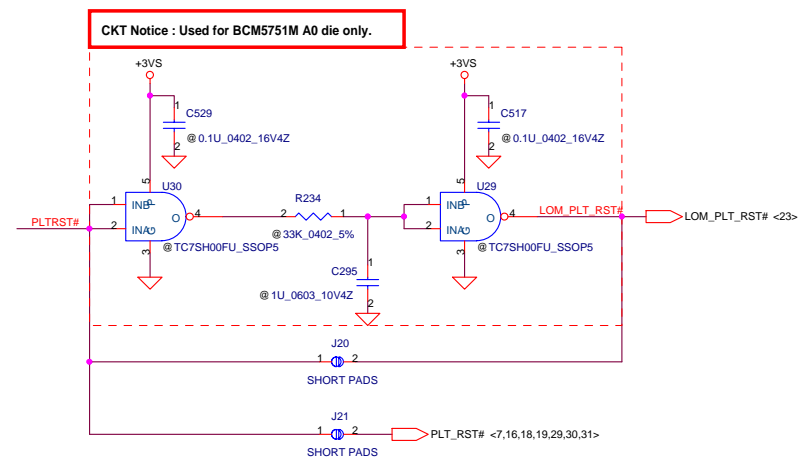 CKT Notice : Used for BCM5751M A0 die only.
+3VS
+3VS
1
C529
@ 0.1U_0402_16V4Z
2
1
C517
@ 0.1U_0402_16V4Z
2
5
U30
1
INB
P
O
4
2
INA
G
3
@ TC7SH00FU_SSOP5
PLTRST#
R234
2
1
@ 33K_0402_5%
1
C295
@ 1U_0603_10V4Z
2
5
U29
1
INB
P
O
4
2
INA
G
3
@ TC7SH00FU_SSOP5
LOM_PLT_RST#
LOM_PLT_RST# <23>
J20
1 2
SHORT PADS
J21
1 2
SHORT PADS
PLT_RST# <7,16,18,19,29,30,31>